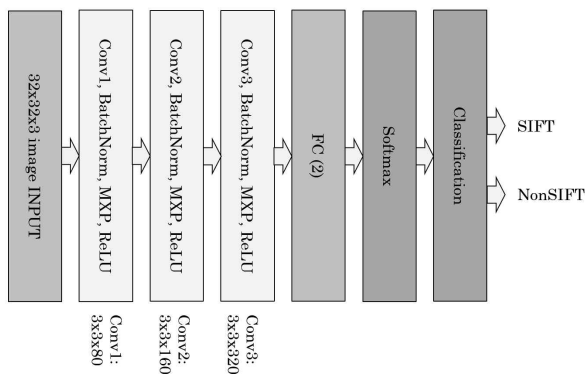 32x32x3 image INPUT
Conv1, BatchNorm, MXP, ReLU
Conv2, BatchNorm, MXP, ReLU
Conv3, BatchNorm, MXP, ReLU
FC (2)
Softmax
Classification
SIFT
NonSIFT
Conv1:
3x3x80
Conv2:
3x3x160
Conv3:
3x3x320